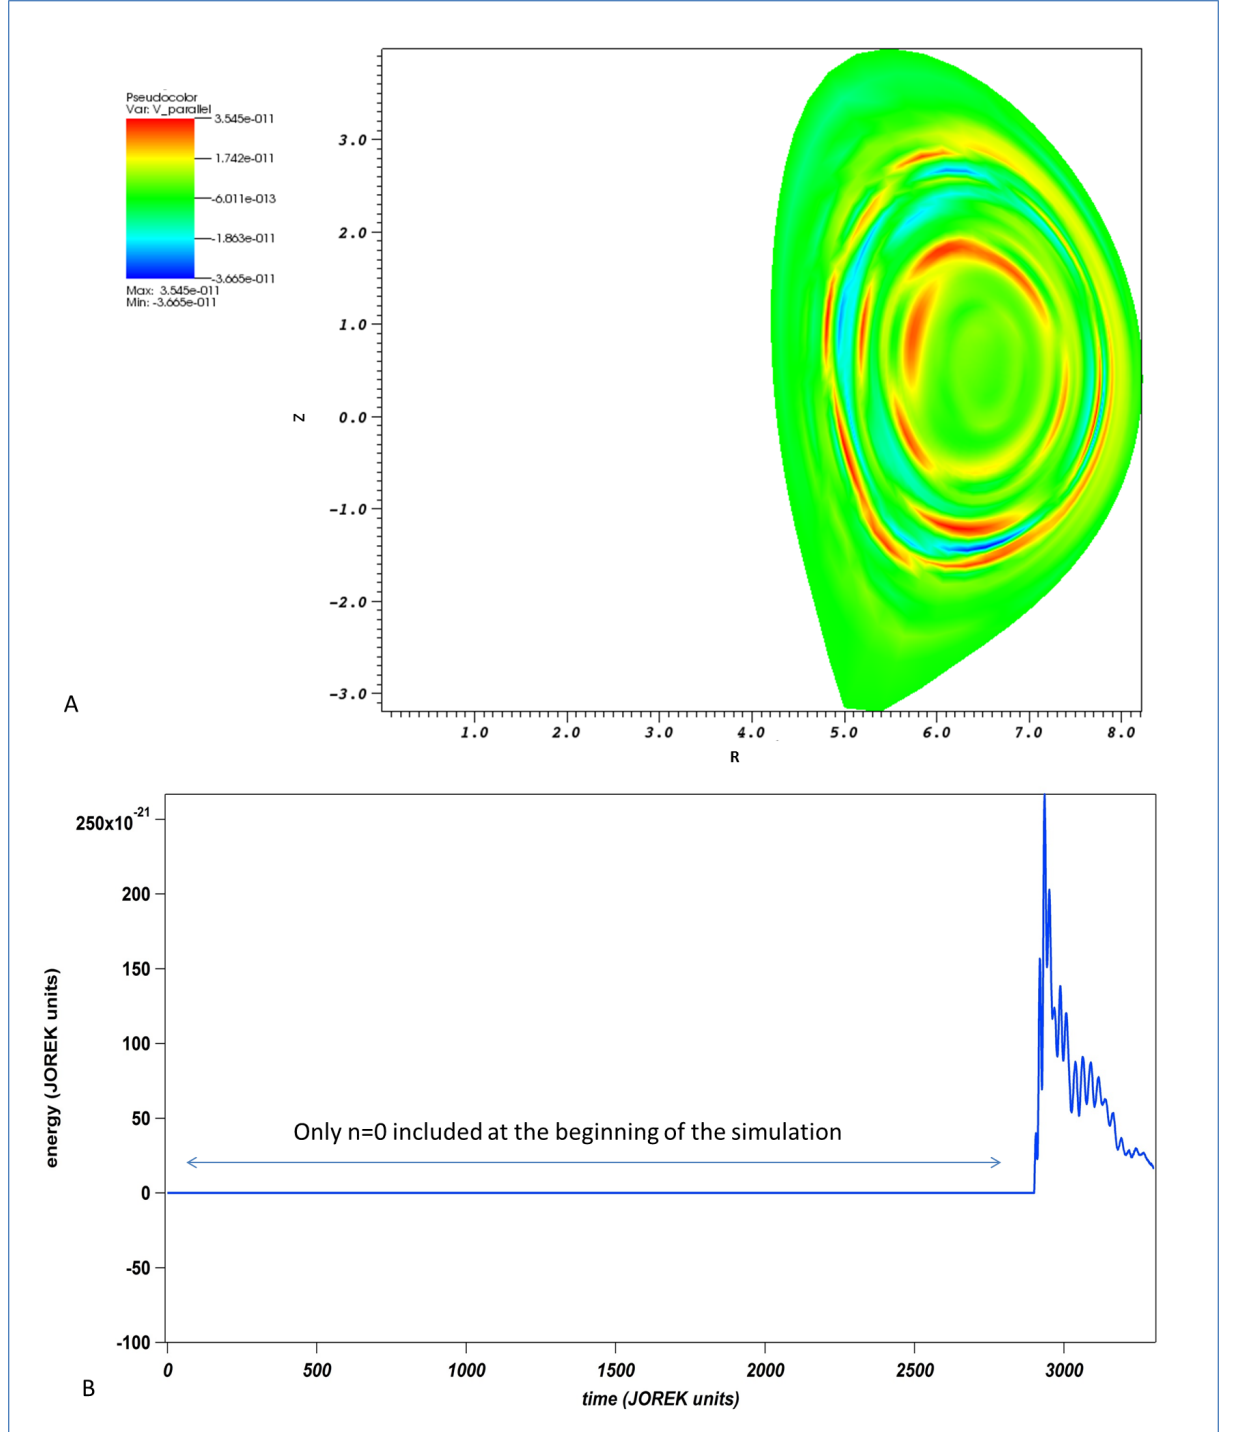 Pseudocolor
Var: V_parallel
3.545e-011
1.742e-011
-6.011e-013
-1.863e-011
-3.665e-011
Max: 3.545e-011
Min: -3.665e-011
3.0
2.0
1.0
0.0
-1.0
-2.0
-3.0
Z
1.0 2.0 3.0 4.0 5.0 6.0 7.0 8.0
R
A
250x10-21
200
150
100
50
0
-50
-100
energy (JOREK units)
Only n=0 included at the beginning of the simulation
0 500 1000 1500 2000 2500 3000
time (JOREK units)
B